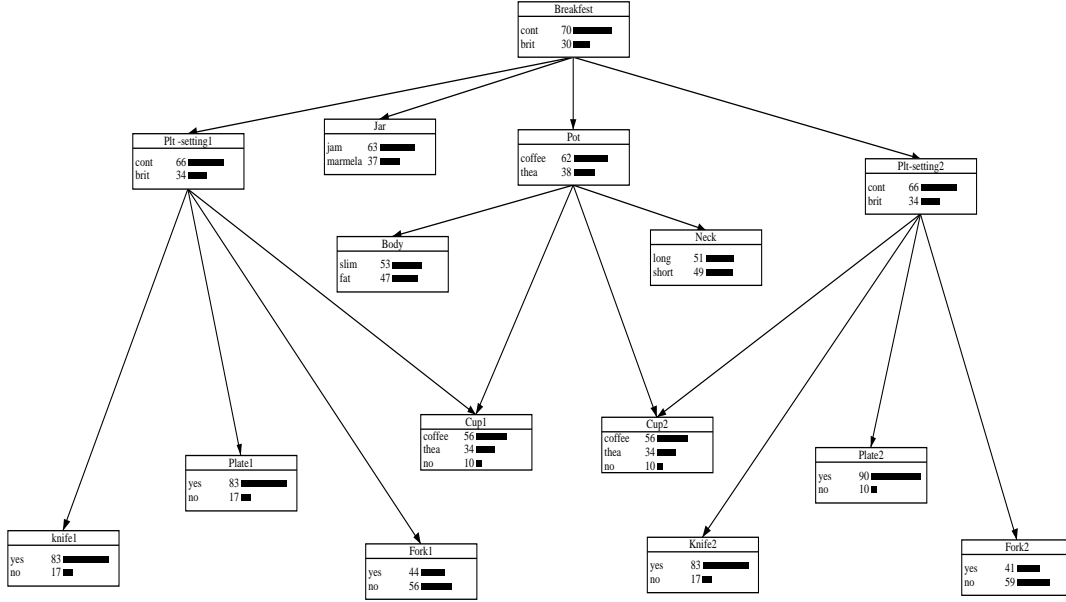 Breakfest
cont 70
brit 30
Jar
jam 63
marmela 37
Pot
coffee 62
thea 38
Plt -setting1
cont 66
brit 34
Plt-setting2
cont 66
brit 34
Body
slim 53
fat 47
Neck
long 51
short 49
Cup1
coffee 56
thea 34
no 10
Cup2
coffee 56
thea 34
no 10
Plate1
yes 83
no 17
Plate2
yes 90
no 10
knife1
yes 83
no 17
Fork1
yes 44
no 56
Knife2
yes 83
no 17
Fork2
yes 41
no 59